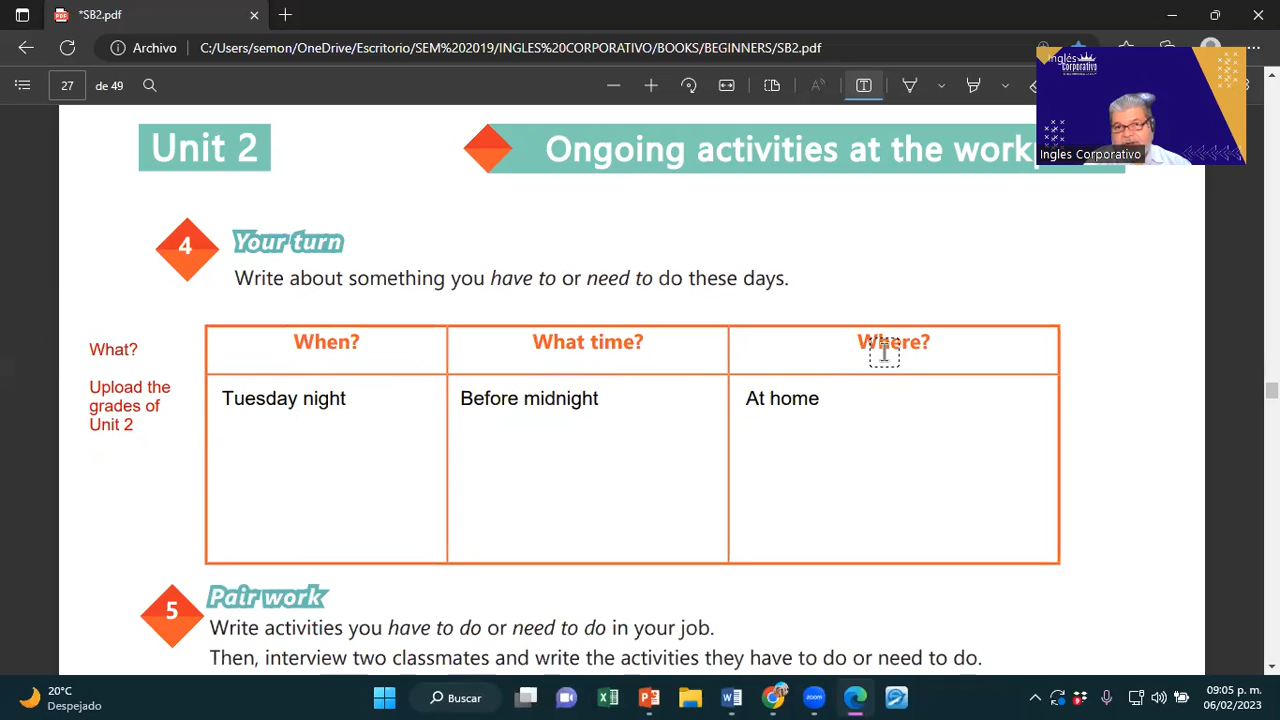 *SB2.pdf
Archivo
C:/Users/semon/OneDrive/Escritorio/SEM%202019/INGLES%20CORPORATIVO/BOOKS/BEGINNERS/SB2.pdf
27 de 49
Inglés
Corporativo
Ingles Corporativo
Unit 2
Ongoing activities at the workp
4 Your turn
Write about something you have to or need to do these days.
What?
When? What time? Where?
Upload the
grades of
Unit 2
Tuesday night Before midnight At home
5 Pair work
Write activities you have to do or need to do in your job.
Then, interview two classmates and write the activities they have to do or need to do.
20°C
Despejado
Buscar
zoom
09:05 p. m.
06/02/2023